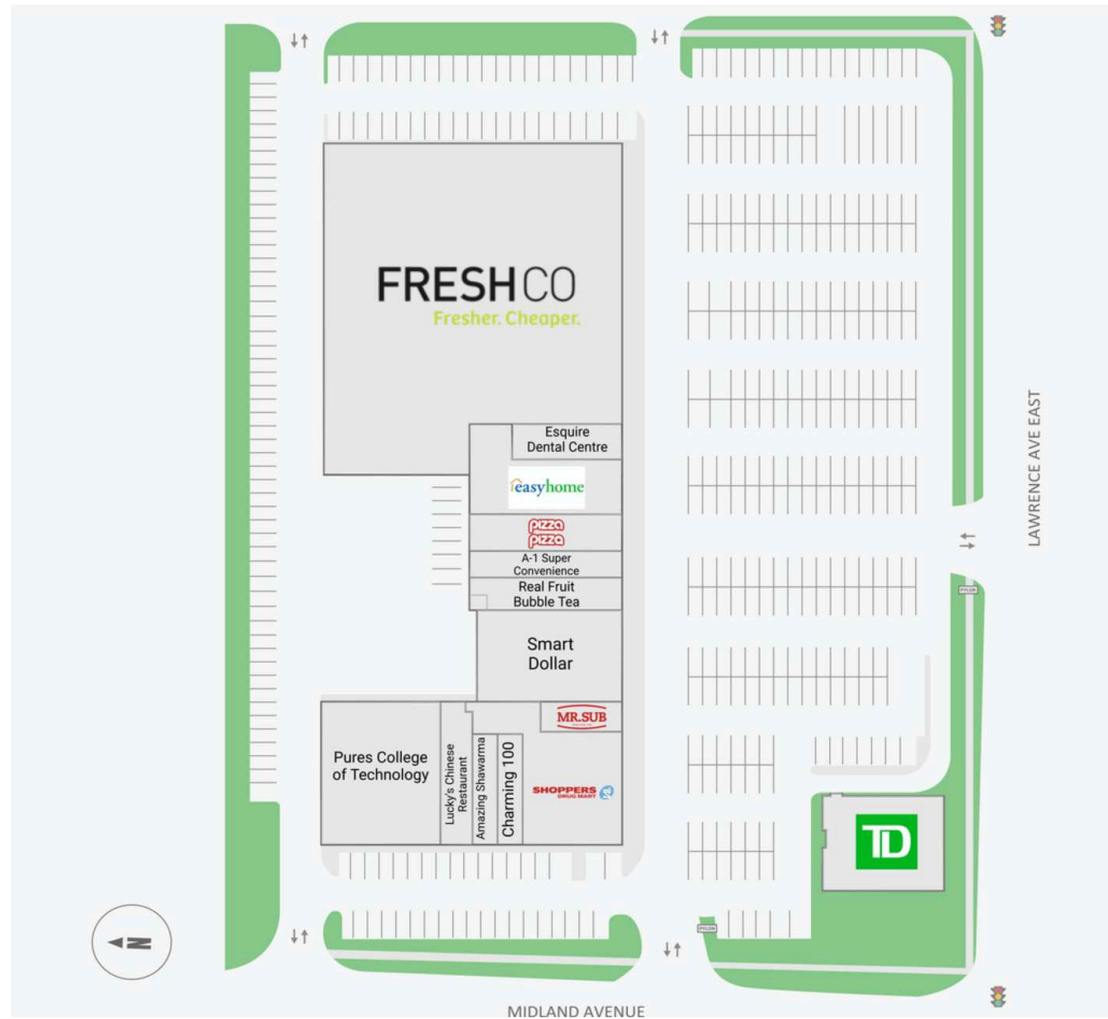 FRESHCO
Fresher. Cheaper.
Esquire
Dental Centre
easyhome
pizza
pizza
A-1 Super
Convenience
Real Fruit
Bubble Tea
Smart
Dollar
MR.SUB
Pures College
of Technology
Lucky's Chinese
Restaurant
Amazing Shawarma
Charming 100
SHOPPERS
DRUG MART
TD
PYLON
PYLON
LAWRENCE AVE EAST
MIDLAND AVENUE
N